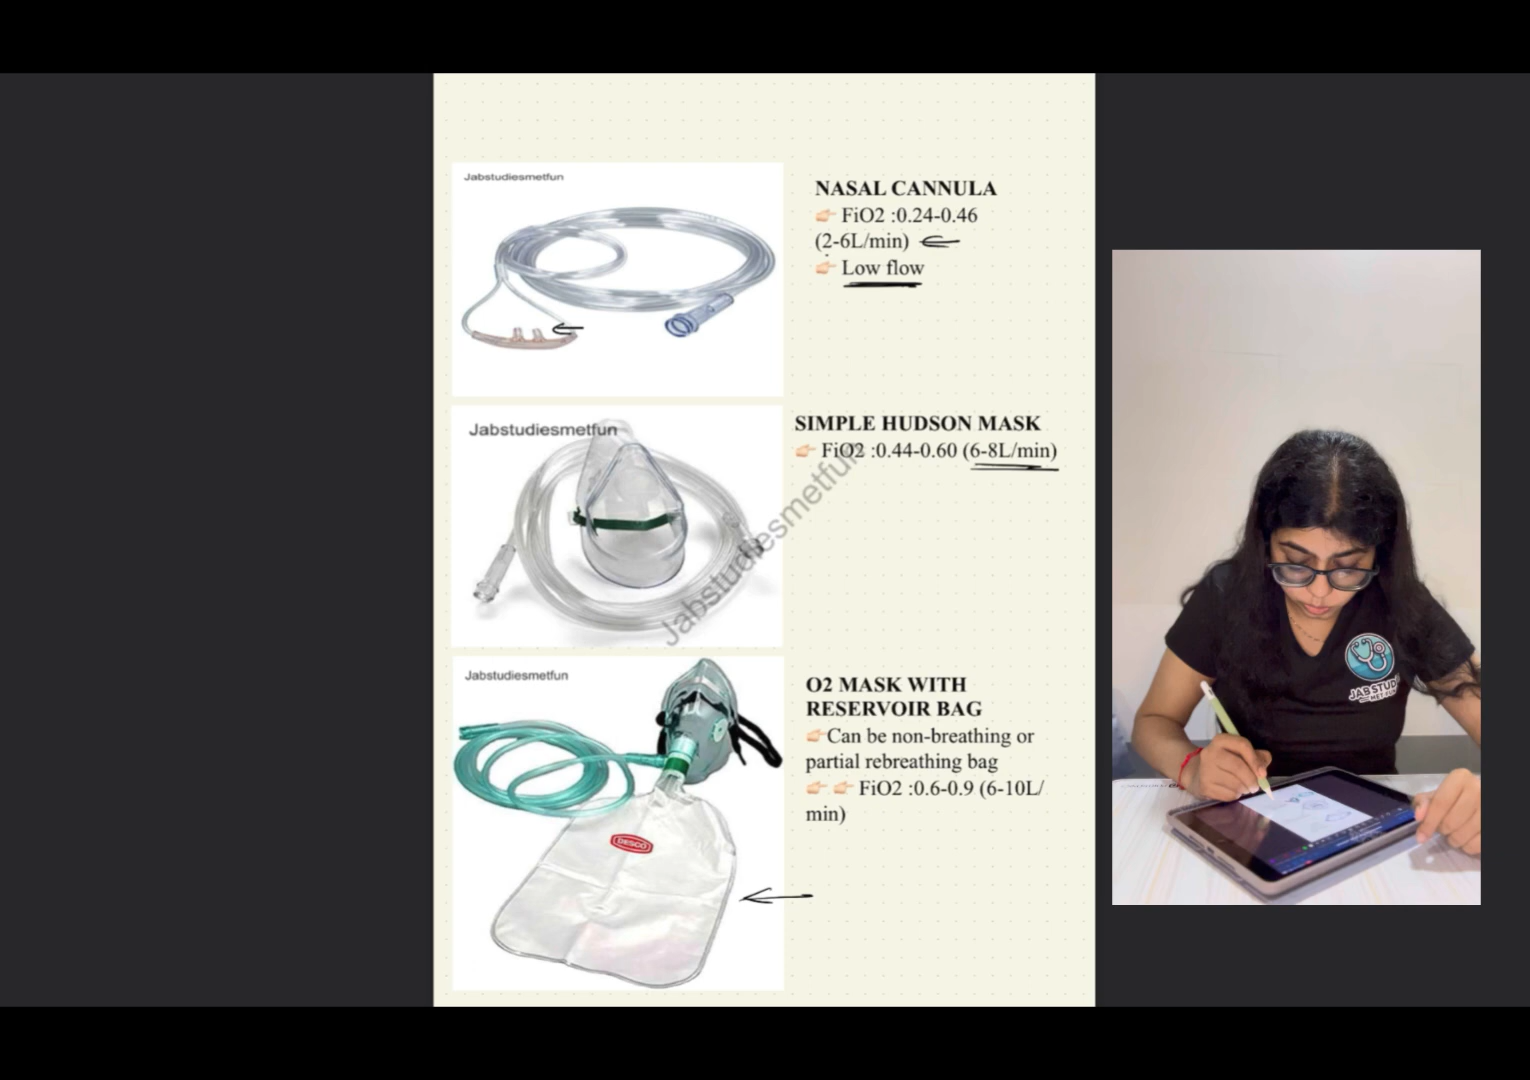 Jabstudiesmetfun
NASAL CANNULA
👉 FiO2 :0.24-0.46
(2-6L/min)
👉 Low flow
Jabstudiesmetfun
SIMPLE HUDSON MASK
👉 FiO2 :0.44-0.60 (6-8L/min)
Jabstudiesmetfun
Jabstudiesmetfun
O2 MASK WITH
RESERVOIR BAG
👉Can be non-breathing or
partial rebreathing bag
👉 👉 FiO2 :0.6-0.9 (6-10L/
min)
DESCO
JAB STUD